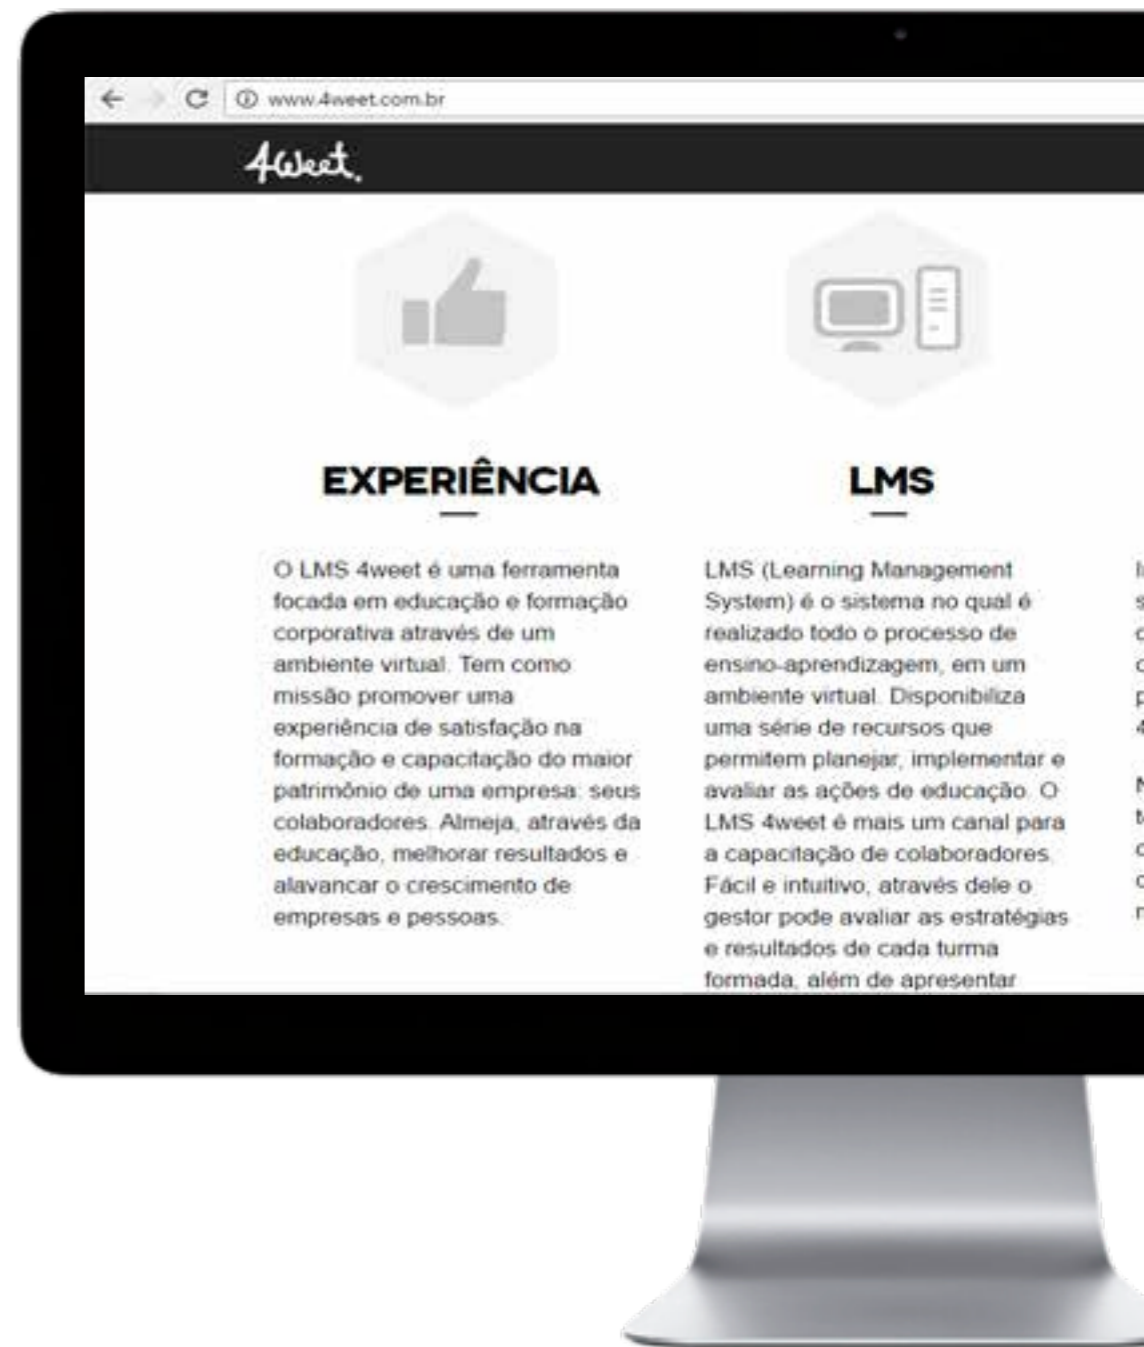 www.4weet.com.br
4weet.
EXPERIÊNCIA
O LMS 4weet é uma ferramenta
focada em educação e formação
corporativa através de um
ambiente virtual. Tem como
missão promover uma
experiência de satisfação na
formação e capacitação do maior
patrimônio de uma empresa: seus
colaboradores. Almeja, através da
educação, melhorar resultados e
alavancar o crescimento de
empresas e pessoas.
LMS
LMS (Learning Management
System) é o sistema no qual é
realizado todo o processo de
ensino-aprendizagem, em um
ambiente virtual. Disponibiliza
uma série de recursos que
permitem planejar, implementar e
avaliar as ações de educação. O
LMS 4weet é mais um canal para
a capacitação de colaboradores.
Fácil e intuitivo, através dele o
gestor pode avaliar as estratégias
e resultados de cada turma
formada, além de apresentar